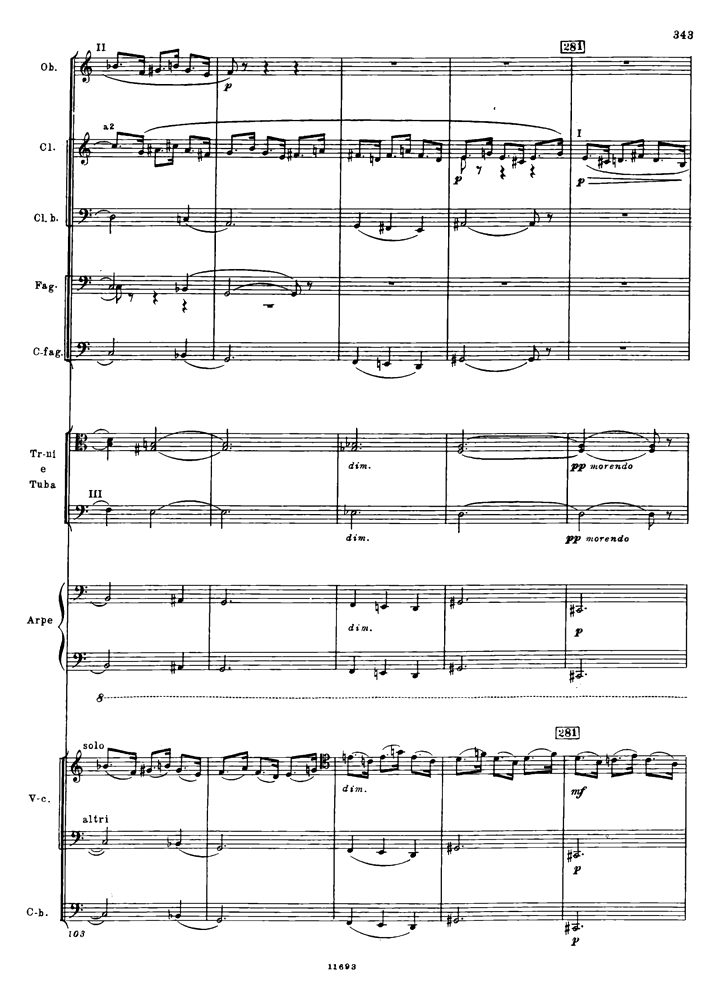 343
281
II
Ob.
p
a2
I
Cl.
p
p
Cl. b.
Fag.
C-fag.
Tr-ni
e
Tuba
dim.
pp morendo
III
dim.
pp morendo
Arpe
dim.
p
8
281
solo
V-c.
dim.
mf
altri
p
C-b.
103
p
11693